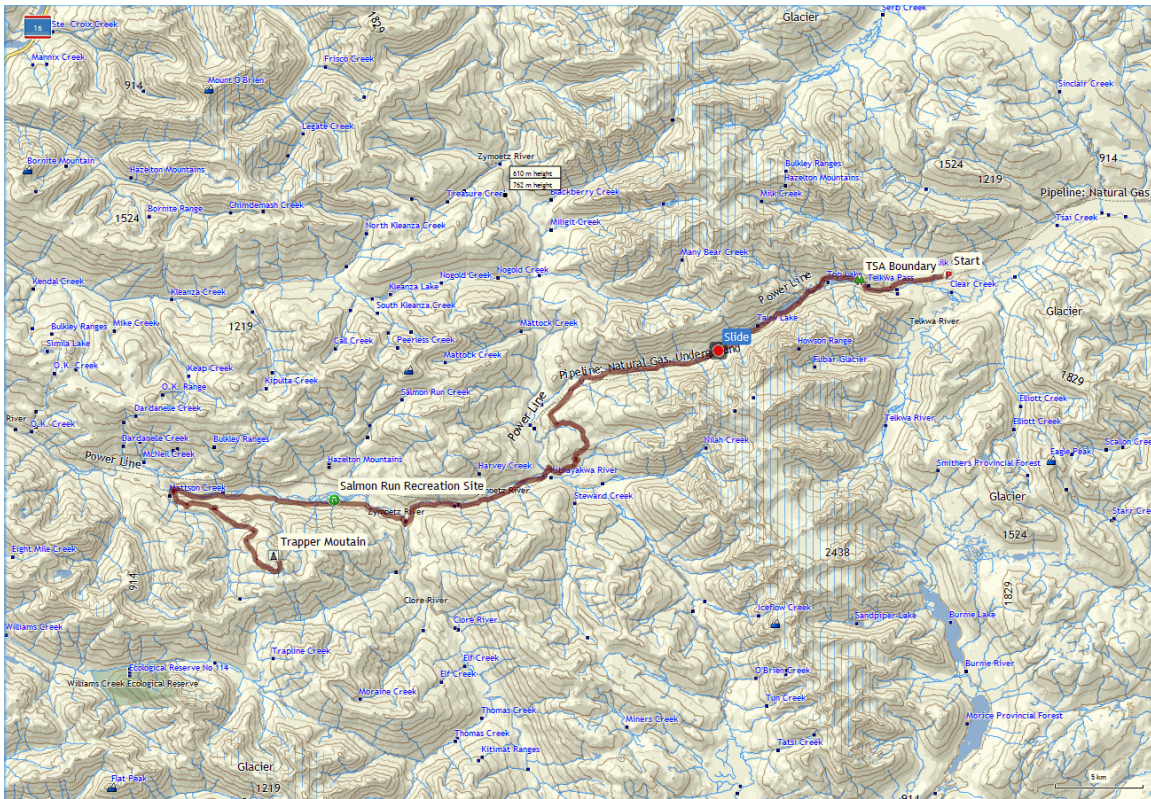 Ste. Croix Creek
16
1829
Glacier
Serb Creek
Mannix Creek
Frisco Creek
914
Mount O'Brien
Sinclair Creek
Legate Creek
Bornite Mountain
Hazelton Mountains
Zymoetz River
610 m height
762 m height
Bulkley Ranges
Hazelton Mountains
1524
1219
914
Treasure Creek
Blackberry Creek
Milk Creek
Pipeline: Natural Gas
Bornite Range
Chimdemash Creek
1524
North Kleanza Creek
Miligit Creek
Tsai Creek
Many Bear Creek
TSA Boundary
Start
Kendal Creek
Kleanza Creek
Kleanza Lake
Nogold Creek
Nogold Creek
Top Lake
Telkwa Pass
Clear Creek
Power Line
South Kleanza Creek
Glacier
Bulkley Ranges
Mike Creek
1219
Mattock Creek
Telkwa River
Simila Lake
Call Creek
Peerless Creek
Slide
Howson Range
Mattock Creek
Fubar Glacier
O.K. Creek
Keap Creek
Pipeline: Natural Gas, Underground
1829
O.K. Range
Kipulta Creek
Salmon Run Creek
Power Line
Elliott Creek
Dardanelle Creek
River
O.K. Creek
Telkwa River
Elliott Creek
Dardanelle Creek
Bulkley Ranges
Nilah Creek
McNeil Creek
Power Line
Hazelton Mountains
Harvey Creek
Eagle Peak
Smithers Provincial Forest
Mattson Creek
Salmon Run Recreation Site
Steward Creek
Glacier
Zymoetz River
Trapper Moutain
1524
Eight Mile Creek
2438
914
1829
Clore River
Iceflow Creek
Sandpiper Lake
Burnie Lake
Clore River
Williams Creek
Trapline Creek
Elf Creek
Ecological Reserve No 114
O'Brien Creek
Burnie River
Williams Creek Ecological Reserve
Elf Creek
Moraine Creek
Tun Creek
Thomas Creek
Miners Creek
Morice Provincial Forest
Thomas Creek
Tatsi Creek
Kitimat Ranges
Glacier
Flat Peak
1219
914
5 km